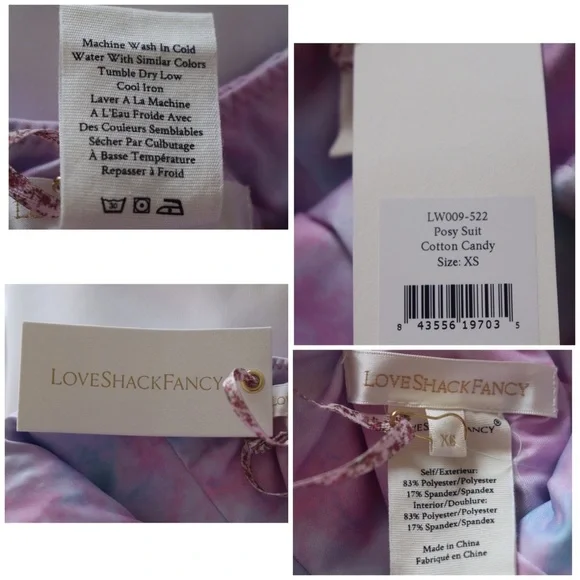 Machine Wash In Cold
Water With Similar Colors
Tumble Dry Low
Cool Iron
Laver A La Machine
A L'Eau Froide Avec
Des Couleurs Semblables
Sécher Par Culbutage
À Basse Température
Repasser à Froid
LW009-522
Posy Suit
Cotton Candy
Size: XS
8 43556 19703 5
LOVESHACKFANCY
LOVESHACKFANCY
XS
Self/Exterieur:
83% Polyester/Polyester
17% Spandex/Spandex
Interior/Doublure:
83% Polyester/Polyester
17% Spandex/Spandex
Made in China
Fabriqué en Chine